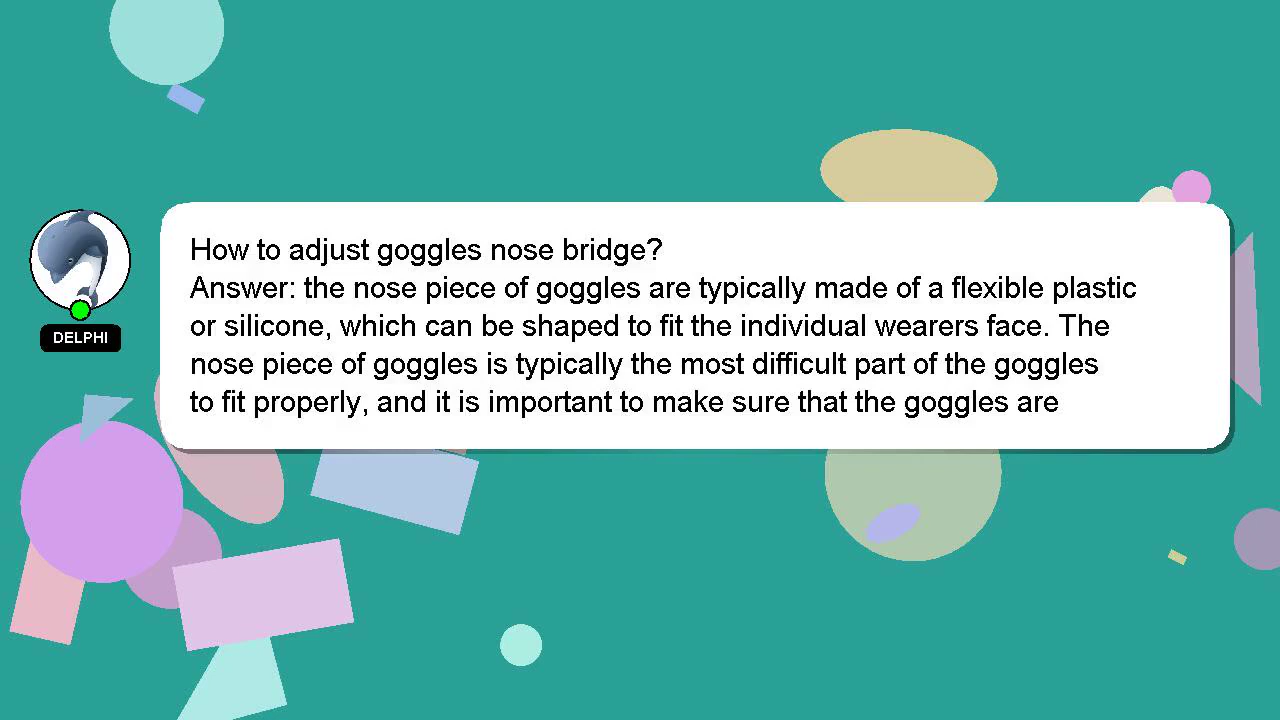 How to adjust goggles nose bridge?
Answer: the nose piece of goggles are typically made of a flexible plastic
or silicone, which can be shaped to fit the individual wearers face. The
nose piece of goggles is typically the most difficult part of the goggles
to fit properly, and it is important to make sure that the goggles are
DELPHI